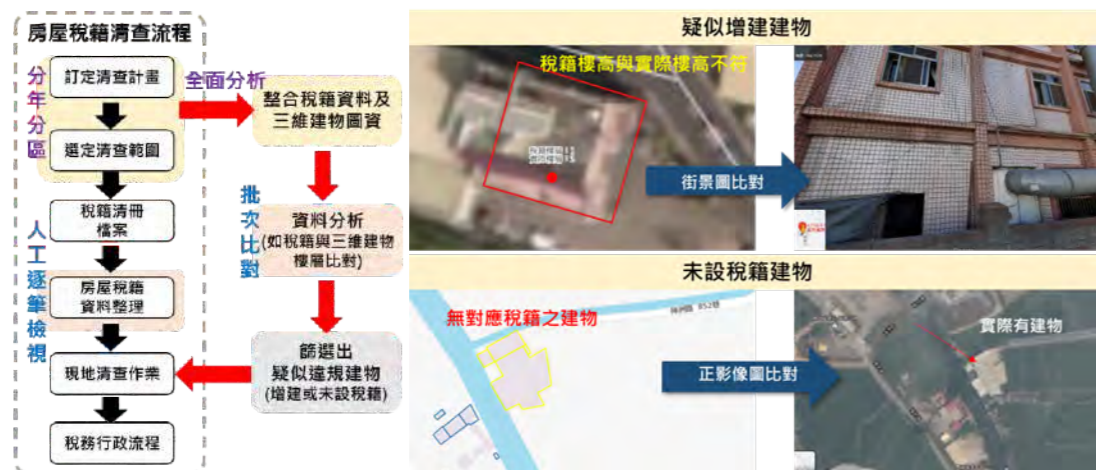 房屋稅籍清查流程
分年分區
訂定清查計畫
選定清查範圍
稅籍清冊
檔案
人工逐筆檢視
房屋稅籍
資料整理
現地清查作業
稅務行政流程
全面分析
整合稅籍資料及
三維建物圖資
批次比對
資料分析
(如稅籍與三維建物
樓層比對)
篩選出
疑似違規建物
(增建或未設稅籍)
疑似增建建物
稅籍樓高與實際樓高不符
街景圖比對
未設稅籍建物
無對應稅籍之建物
正影像圖比對
實際有建物